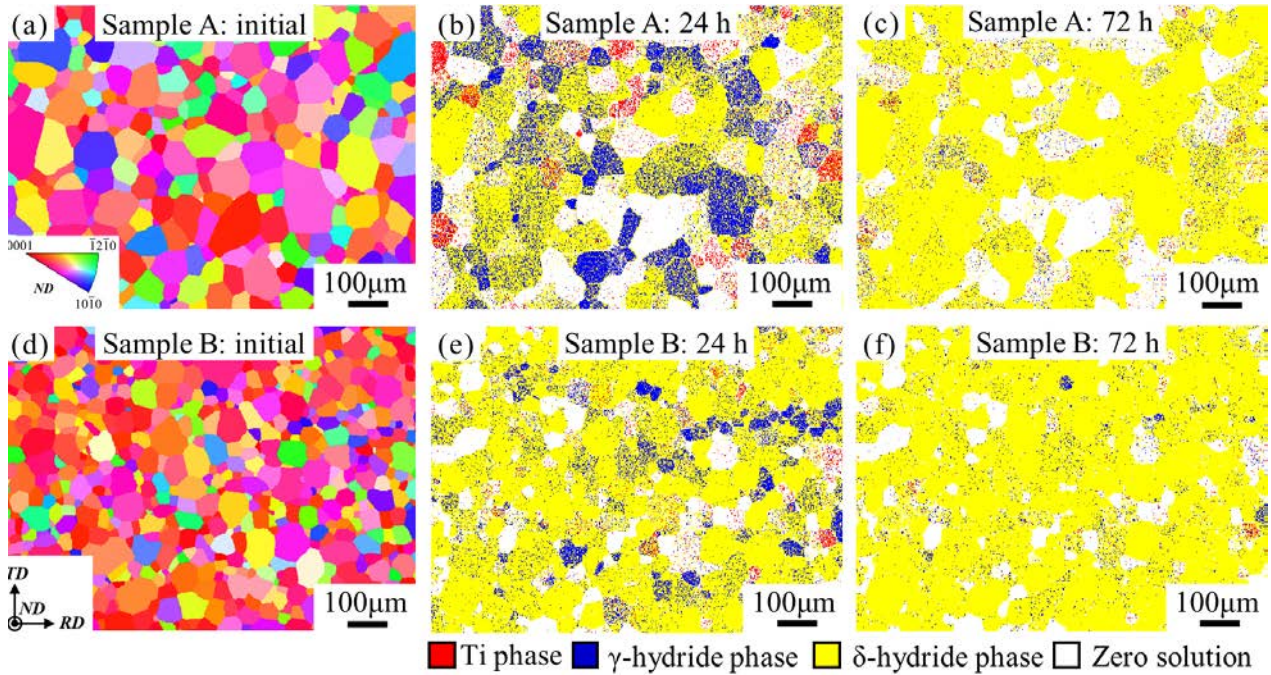 (a) Sample A: initial
0001 1̅21̅0
ND
101̅0
100μm
(b) Sample A: 24 h
100μm
(c) Sample A: 72 h
100μm
(d) Sample B: initial
TD
ND
RD
100μm
(e) Sample B: 24 h
100μm
(f) Sample B: 72 h
100μm
Ti phase γ-hydride phase δ-hydride phase Zero solution